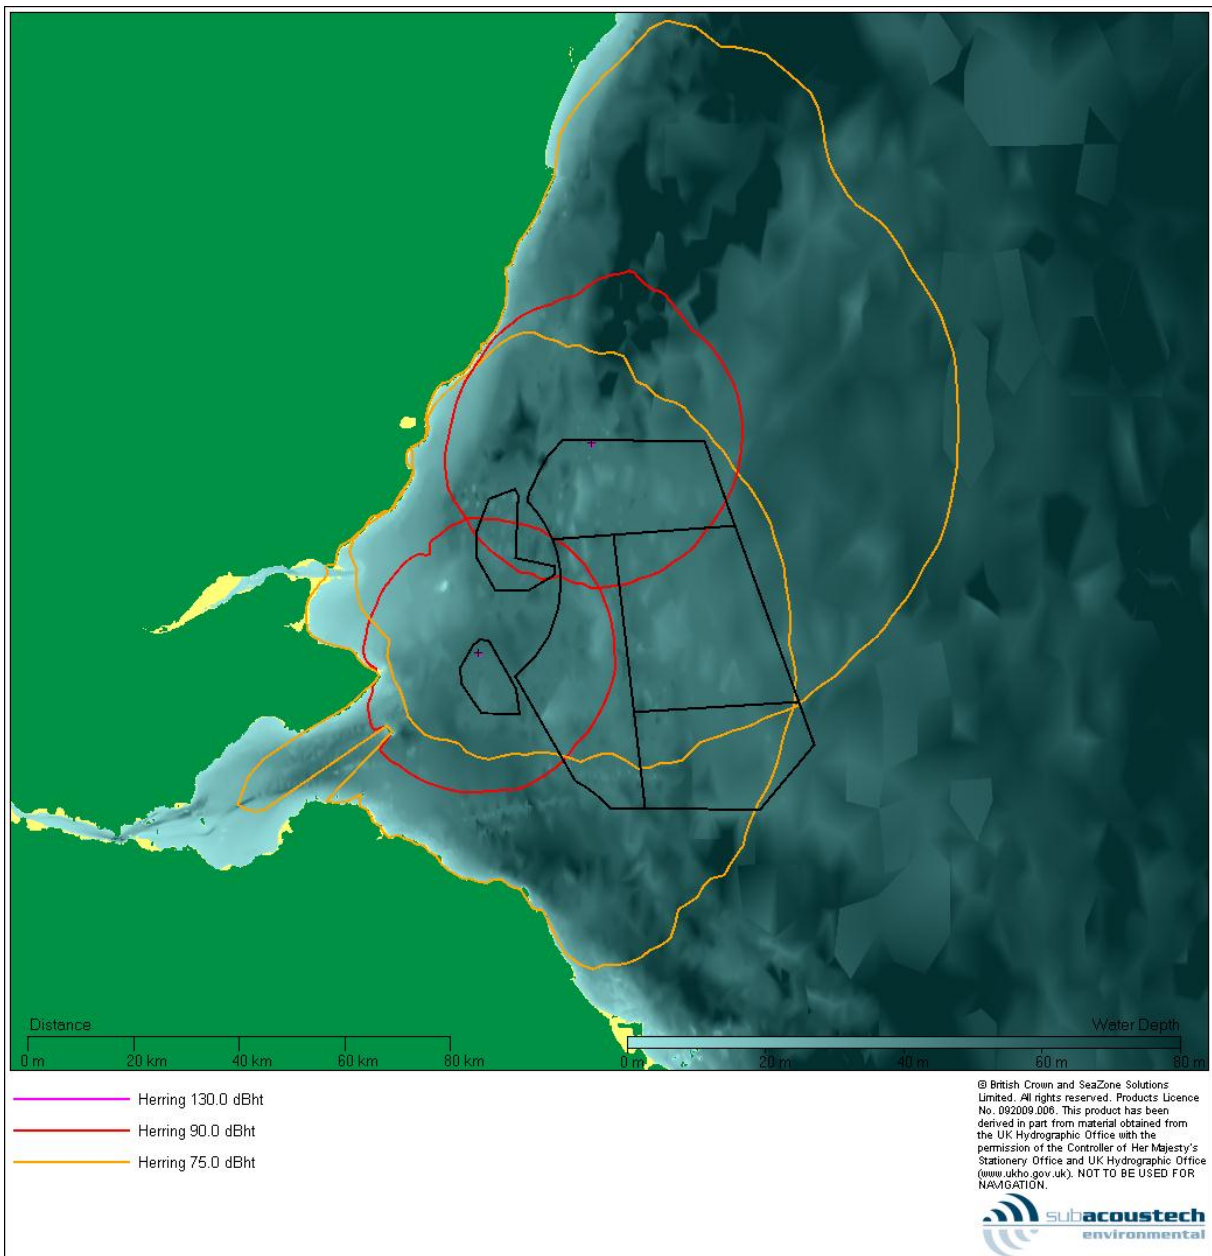 Distance
0 m 20 km 40 km 60 km 80 km
Water Depth
0 m 20 m 40 m 60 m 80 m
Herring 130.0 dBht
Herring 90.0 dBht
Herring 75.0 dBht
© British Crown and SeaZone Solutions
Limited. All rights reserved. Products Licence
No. 092009.006. This product has been
derived in part from material obtained from
the UK Hydrographic Office with the
permission of the Controller of Her Majesty's
Stationery Office and UK Hydrographic Office
(www.ukho.gov.uk). NOT TO BE USED FOR
NAVIGATION.
subacoustech
environmental